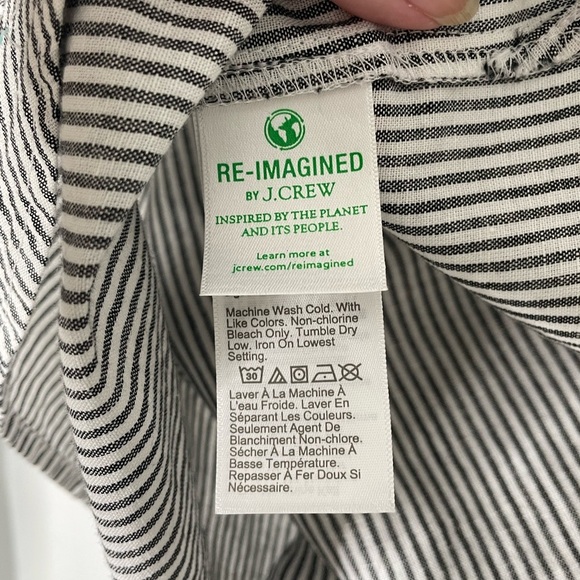 RE-IMAGINED
BY J.CREW
INSPIRED BY THE PLANET
AND ITS PEOPLE.
Learn more at
jcrew.com/reimagined
Machine Wash Cold. With
Like Colors. Non-chlorine
Bleach Only. Tumble Dry
Low. Iron On Lowest
Setting.
30
Laver À La Machine À
L'eau Froide. Laver En
Séparant Les Couleurs.
Seulement Agent De
Blanchiment Non-chlore.
Sécher À La Machine À
Basse Température.
Repasser À Fer Doux Si
Nécessaire.